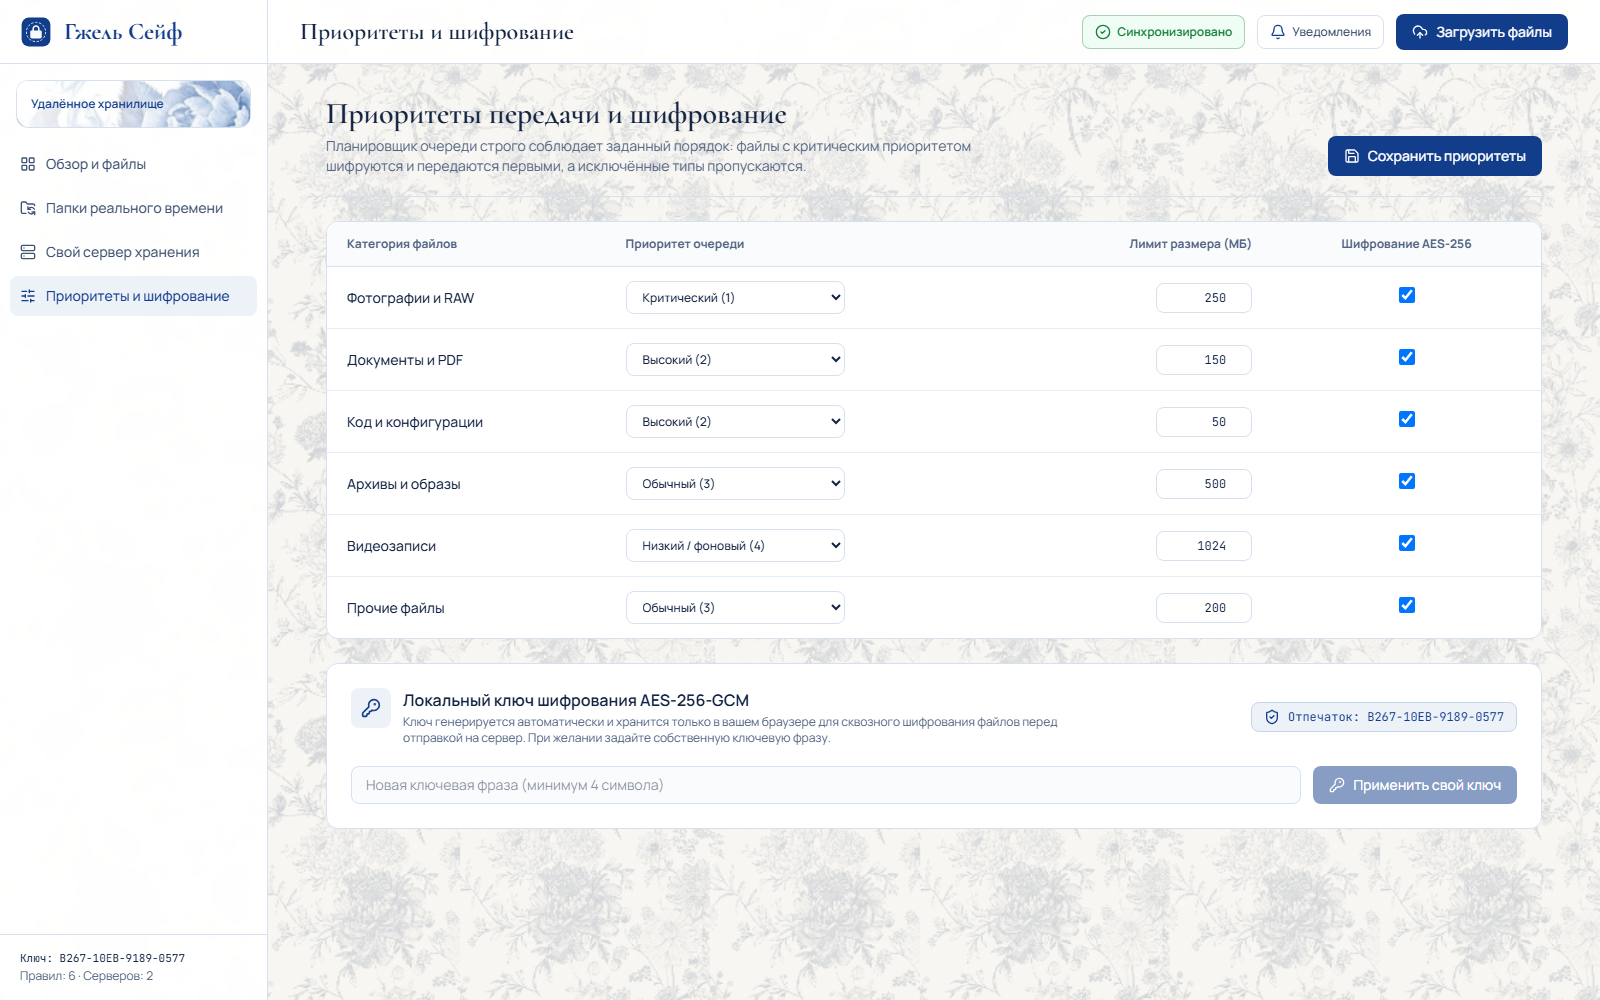 Гжель Сейф
Приоритеты и шифрование
Синхронизировано
Уведомления
Загрузить файлы
Удалённое хранилище
Обзор и файлы
Папки реального времени
Свой сервер хранения
Приоритеты и шифрование
Приоритеты передачи и шифрование
Планировщик очереди строго соблюдает заданный порядок: файлы с критическим приоритетом
шифруются и передаются первыми, а исключённые типы пропускаются.
Сохранить приоритеты
Категория файлов Приоритет очереди Лимит размера (МБ) Шифрование AES-256
Фотографии и RAW Критический (1) 250
Документы и PDF Высокий (2) 150
Код и конфигурации Высокий (2) 50
Архивы и образы Обычный (3) 500
Видеозаписи Низкий / фоновый (4) 1024
Прочие файлы Обычный (3) 200
Локальный ключ шифрования AES-256-GCM
Ключ генерируется автоматически и хранится только в вашем браузере для сквозного шифрования файлов перед
отправкой на сервер. При желании задайте собственную ключевую фразу.
Отпечаток: B267-10EB-9189-0577
Новая ключевая фраза (минимум 4 символа)
Применить свой ключ
Ключ: B267-10EB-9189-0577
Правил: 6 · Серверов: 2